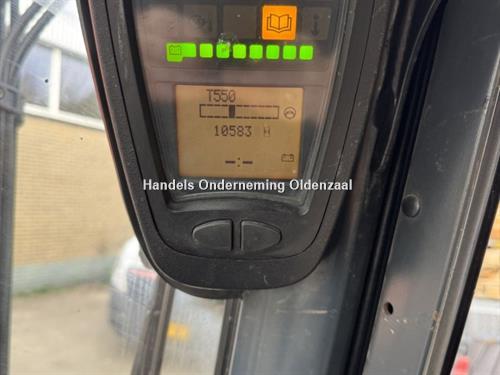 T550
10583 H
--:--
Handels Onderneming Oldenzaal